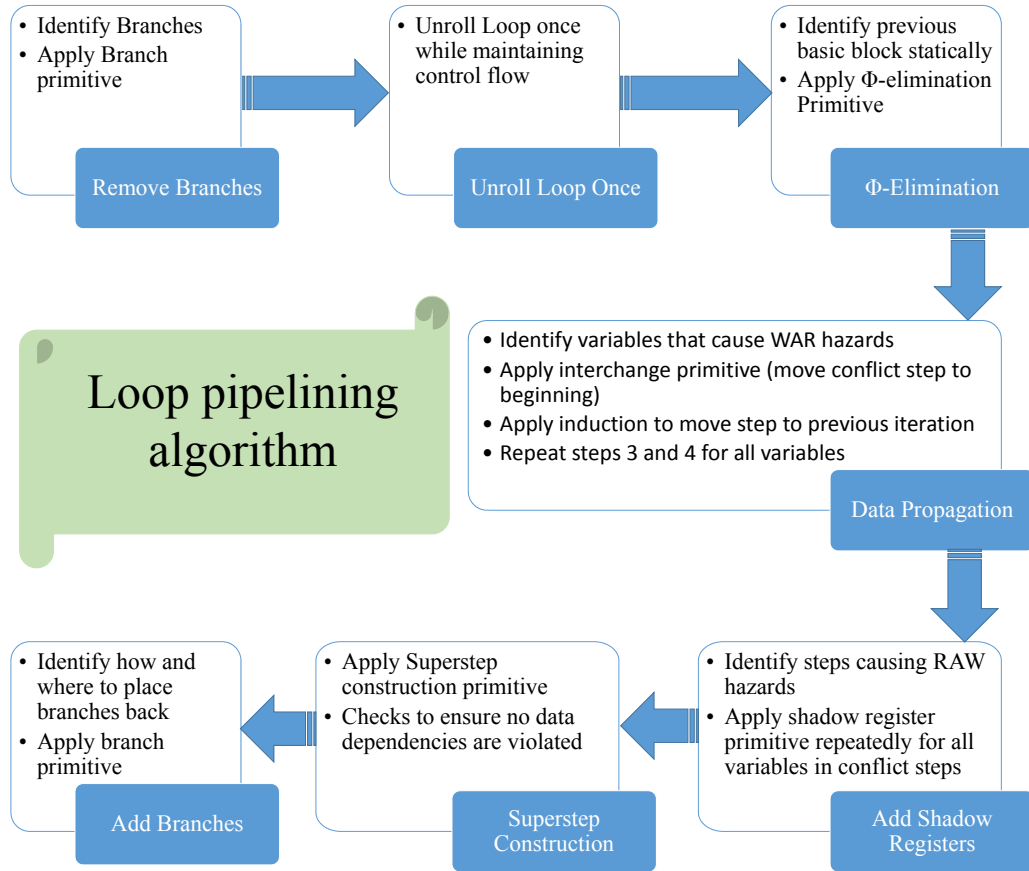 • Identify Branches
• Apply Branch
primitive
Remove Branches
• Unroll Loop once
while maintaining
control flow
Unroll Loop Once
• Identify previous
basic block statically
• Apply Φ-elimination
Primitive
Φ-Elimination
Loop pipelining
algorithm
• Identify variables that cause WAR hazards
• Apply interchange primitive (move conflict step to
beginning)
• Apply induction to move step to previous iteration
• Repeat steps 3 and 4 for all variables
Data Propagation
• Identify steps causing RAW
hazards
• Apply shadow register
primitive repeatedly for all
variables in conflict steps
Add Shadow
Registers
• Apply Superstep
construction primitive
• Checks to ensure no data
dependencies are violated
Superstep
Construction
• Identify how and
where to place
branches back
• Apply branch
primitive
Add Branches